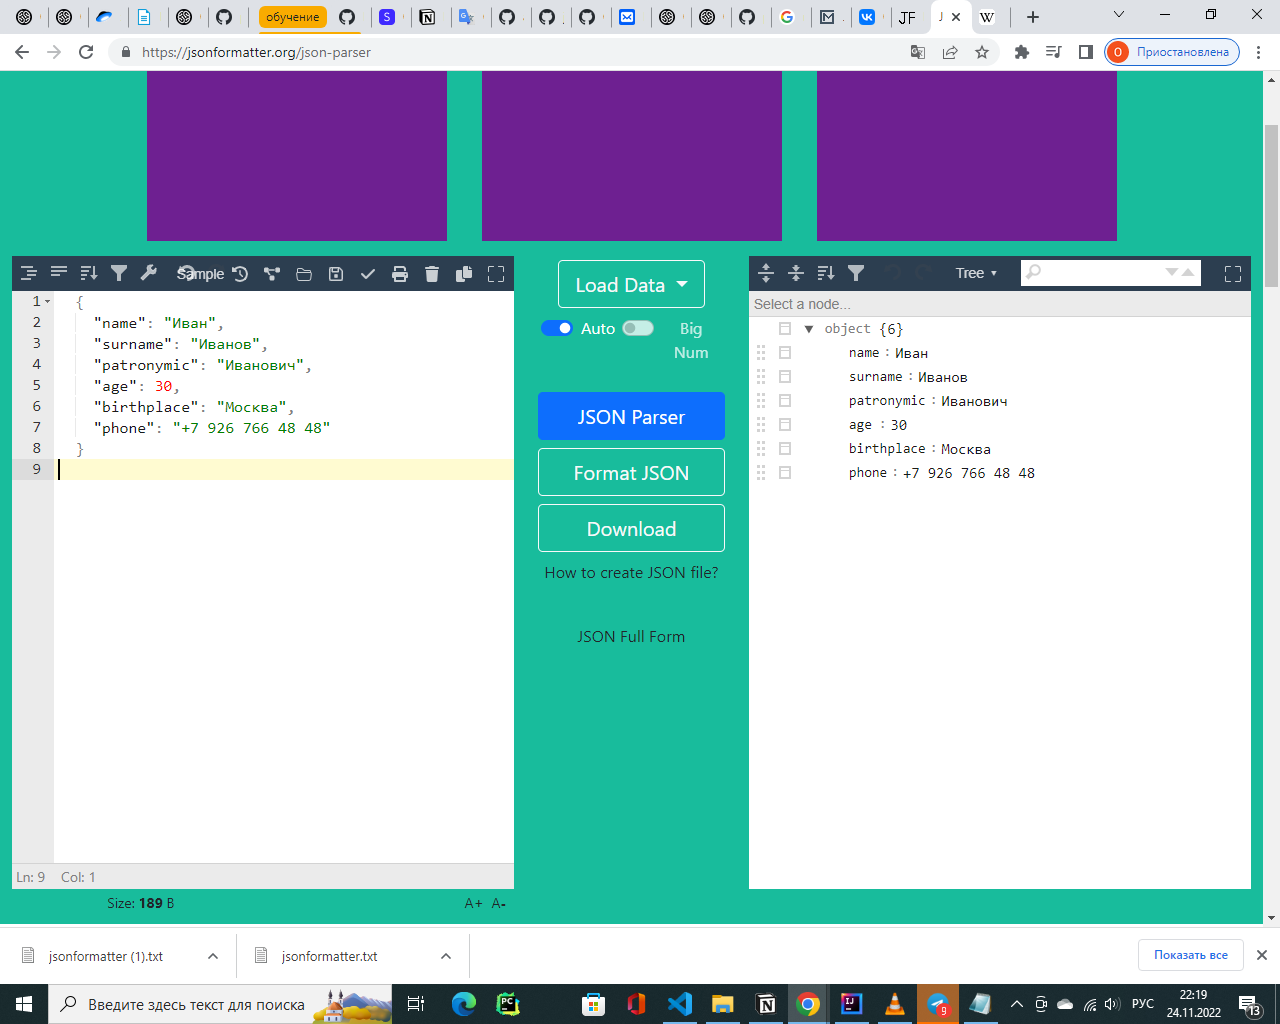 обучение
https://jsonformatter.org/json-parser
Приостановлена
Sample
1 {
2 "name": "Иван",
3 "surname": "Иванов",
4 "patronymic": "Иванович",
5 "age": 30,
6 "birthplace": "Москва",
7 "phone": "+7 926 766 48 48"
8 }
9
Ln: 9 Col: 1
Size: 189 B
A+ A-
Load Data
Auto
Big
Num
JSON Parser
Format JSON
Download
How to create JSON file?
JSON Full Form
Tree
Select a node...
object {6}
name : Иван
surname : Иванов
patronymic : Иванович
age : 30
birthplace : Москва
phone : +7 926 766 48 48
jsonformatter (1).txt
jsonformatter.txt
Показать все
Введите здесь текст для поиска
РУС
22:19
24.11.2022
13